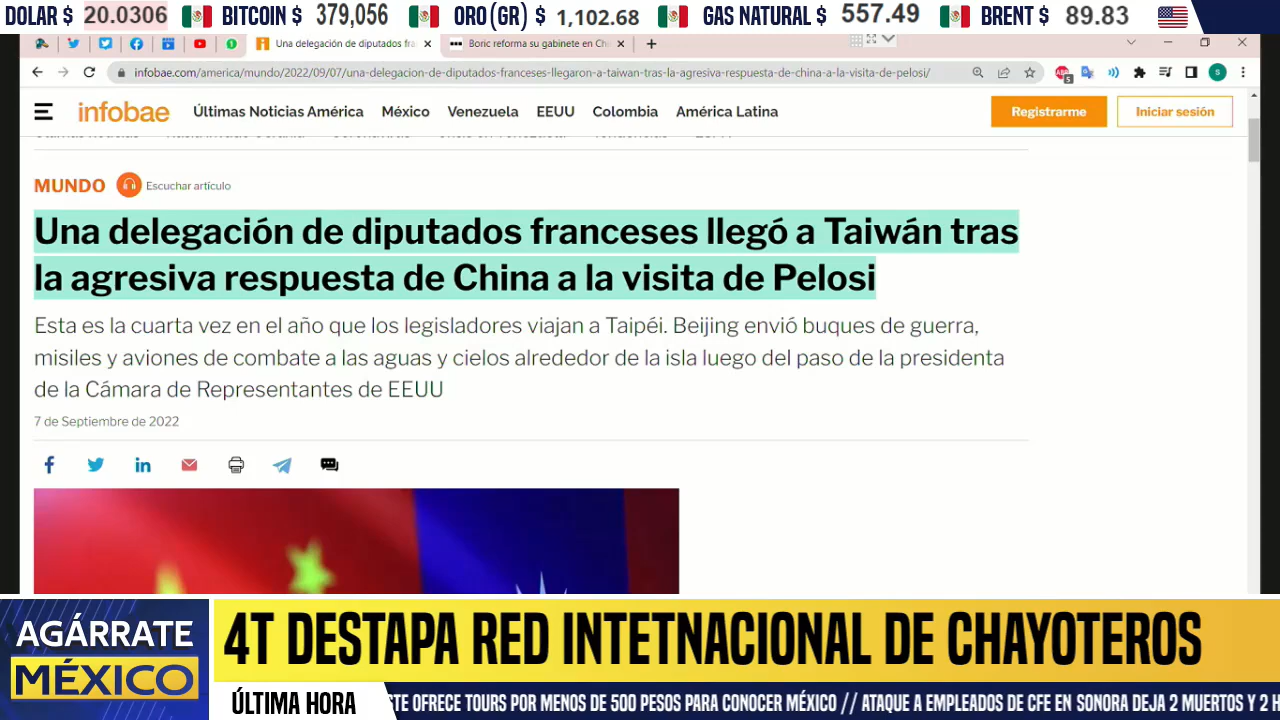 DOLAR $ 20.0306 BITCOIN $ 379,056 ORO (GR) $ 1,102.68 GAS NATURAL $ 557.49 BRENT $ 89.83
Una delegación de diputados fra × Boric reforma su gabinete en Ch × +
infobae.com/america/mundo/2022/09/07/una-delegacion-de-diputados-franceses-llegaron-a-taiwan-tras-la-agresiva-respuesta-de-china-a-la-visita-de-pelosi/
infobae Últimas Noticias América México Venezuela EEUU Colombia América Latina Registrarme Iniciar sesión
MUNDO Escuchar artículo
Una delegación de diputados franceses llegó a Taiwán tras
la agresiva respuesta de China a la visita de Pelosi
Esta es la cuarta vez en el año que los legisladores viajan a Taipéi. Beijing envió buques de guerra,
misiles y aviones de combate a las aguas y cielos alrededor de la isla luego del paso de la presidenta
de la Cámara de Representantes de EEUU
7 de Septiembre de 2022
AGÁRRATE
MÉXICO
4T DESTAPA RED INTETNACIONAL DE CHAYOTEROS
ÚLTIMA HORA
STE OFRECE TOURS POR MENOS DE 500 PESOS PARA CONOCER MÉXICO // ATAQUE A EMPLEADOS DE CFE EN SONORA DEJA 2 MUERTOS Y 2 H